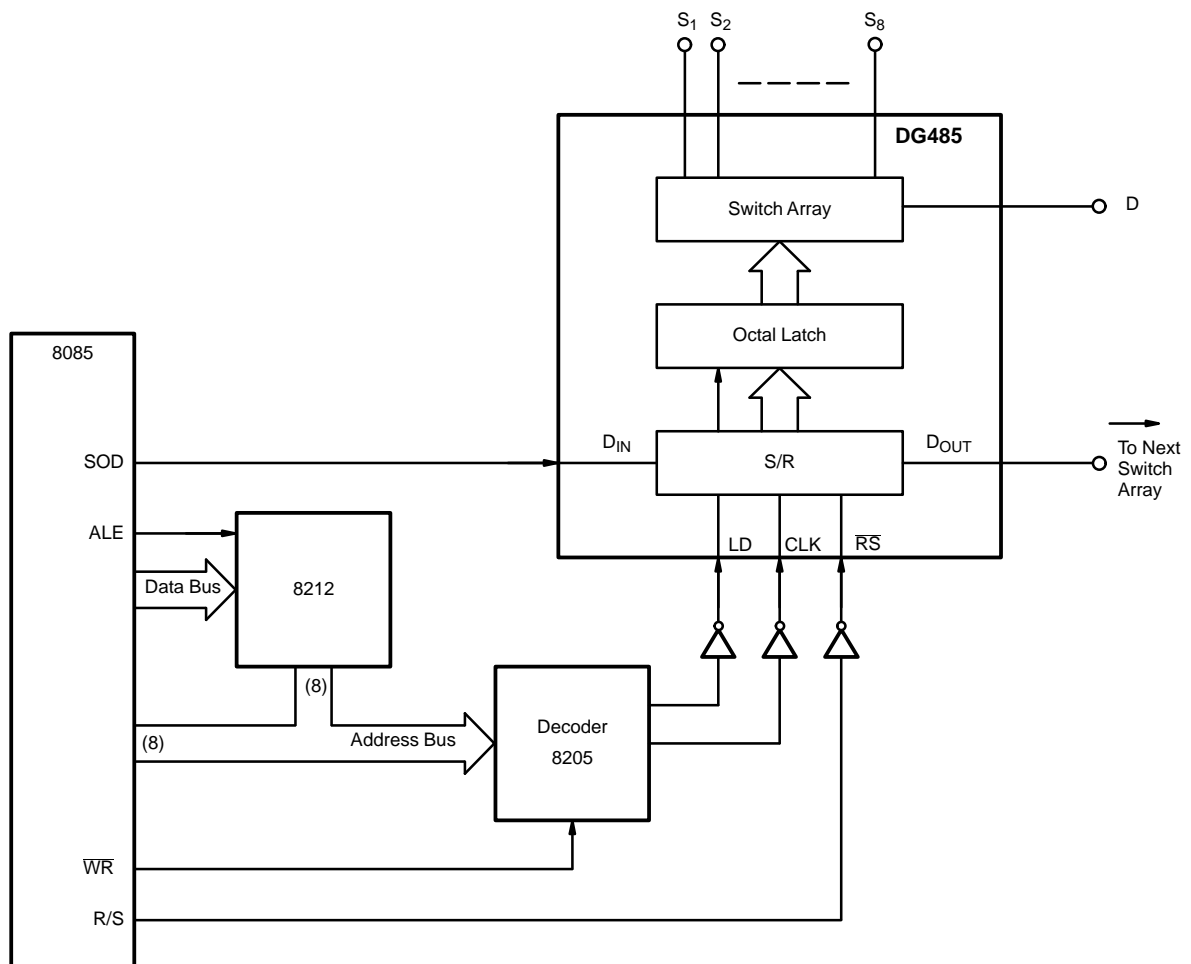 S1
S2
S8
DG485
Switch Array
D
Octal Latch
8085
SOD
DIN
S/R
DOUT
To Next
Switch
Array
ALE
LD
CLK
RS
Data Bus
8212
(8)
(8)
Address Bus
Decoder
8205
WR
R/S